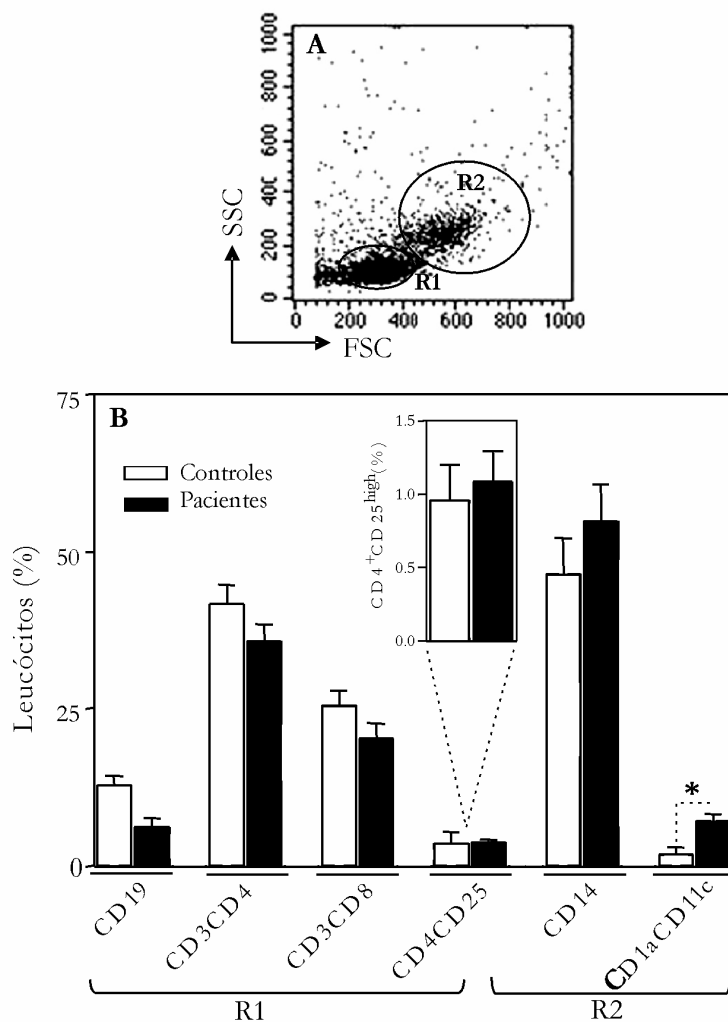 A
1000
800
600
400
200
0
SSC
R2
R1
0 200 400 600 800 1000
FSC
B
75
50
25
0
Leucócitos (%)
Controles
Pacientes
1.5
1.0
0.5
0.0
CD4+CD25high(%)
*
CD19
CD3CD4
CD3CD8
CD4CD25
CD14
CD1aCD11c
R1
R2